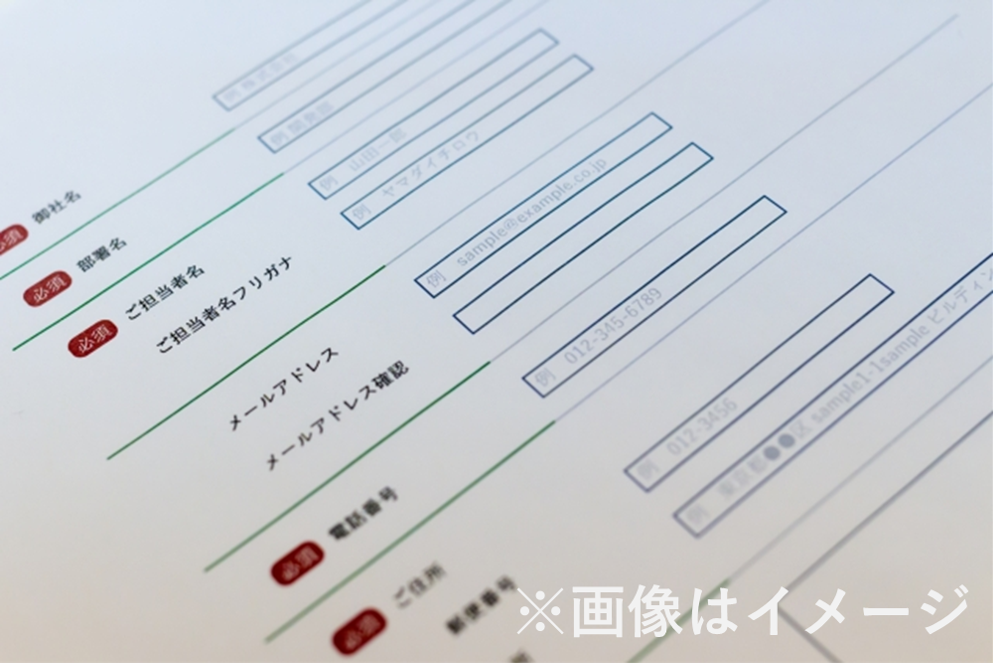 例 株式会社
必須 御社名
例 開発部
必須 部署名
例 山田一郎
必須 ご担当者名
例 ヤマダイチロウ
ご担当者名フリガナ
例 sample@example.co.jp
メールアドレス
メールアドレス確認
例 012-345-6789
必須 電話番号
例 012-3456
必須 ご住所
郵便番号
例 東京都●●区 sample1-1sample ビルディン
※画像はイメージ